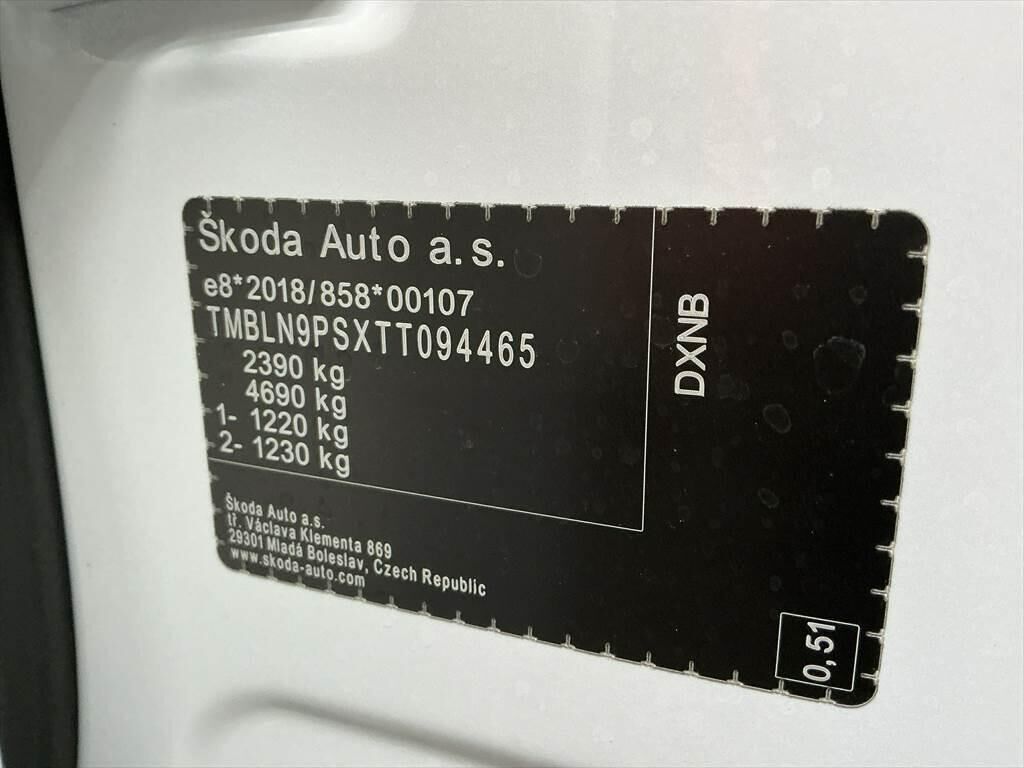 Škoda Auto a.s.
e8*2018/858*00107
TMBLN9PSXTT094465
2390 kg
4690 kg
1- 1220 kg
2- 1230 kg
Škoda Auto a.s.
tř. Václava Klementa 869
29301 Mladá Boleslav, Czech Republic
www.skoda-auto.com
DXNB
0,51